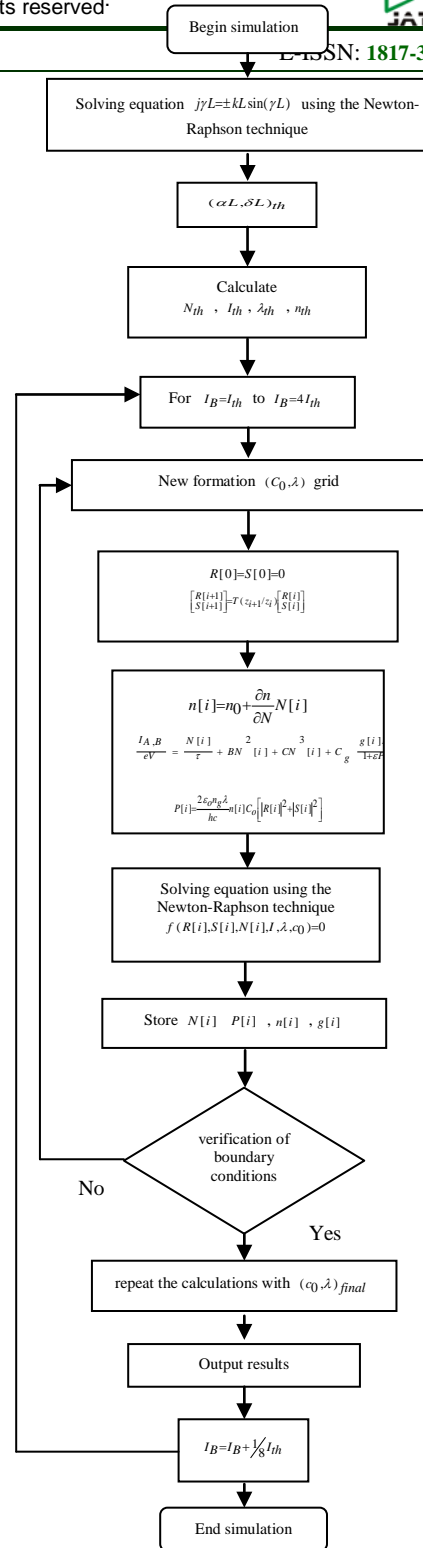 ts reserved.
JAT
Begin simulation
E-ISSN: 1817-3
Solving equation jγL=±kLsin(γL) using the Newton-
Raphson technique
(αL,δL)th
Calculate
Nth , Ith , λth , nth
For IB=Ith to IB=4Ith
New formation (C0,λ) grid
R[0]=S[0]=0
[R[i+1] S[i+1]]=T(zi+1/zi)[R[i] S[i]]
n[i]=n0+∂n/∂N N[i]
IA,B/eV = N[i]/τ + BN²[i] + CN³[i] + Cg g[i]/1+εP
P[i]=2ε0ngλ/hc n[i]C0[|R[i]|²+|S[i]|²]
Solving equation using the
Newton-Raphson technique
f(R[i],S[i],N[i],I,λ,c0)=0
Store N[i] P[i] , n[i] , g[i]
verification of
boundary
conditions
No
Yes
repeat the calculations with (c0,λ)final
Output results
IB=IB+1/8Ith
End simulation